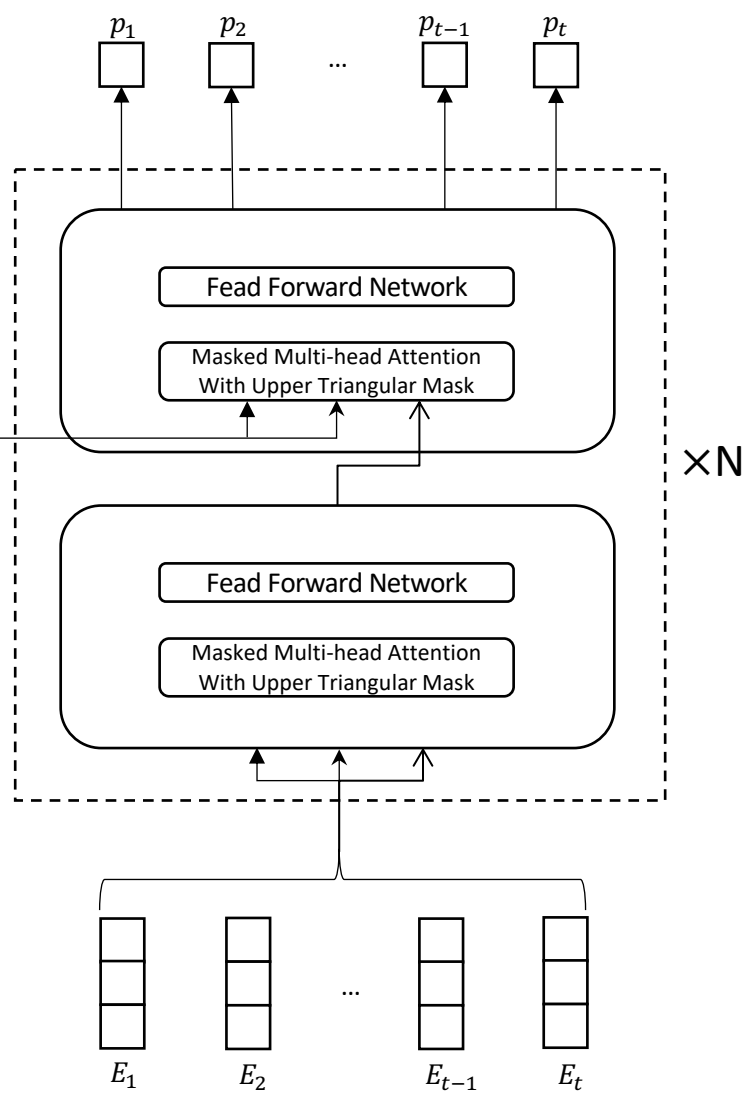 p₁ p₂ ... pₜ₋₁ pₜ
Fead Forward Network
Masked Multi-head Attention
With Upper Triangular Mask
×N
Fead Forward Network
Masked Multi-head Attention
With Upper Triangular Mask
...
E₁ E₂ Eₜ₋₁ Eₜ